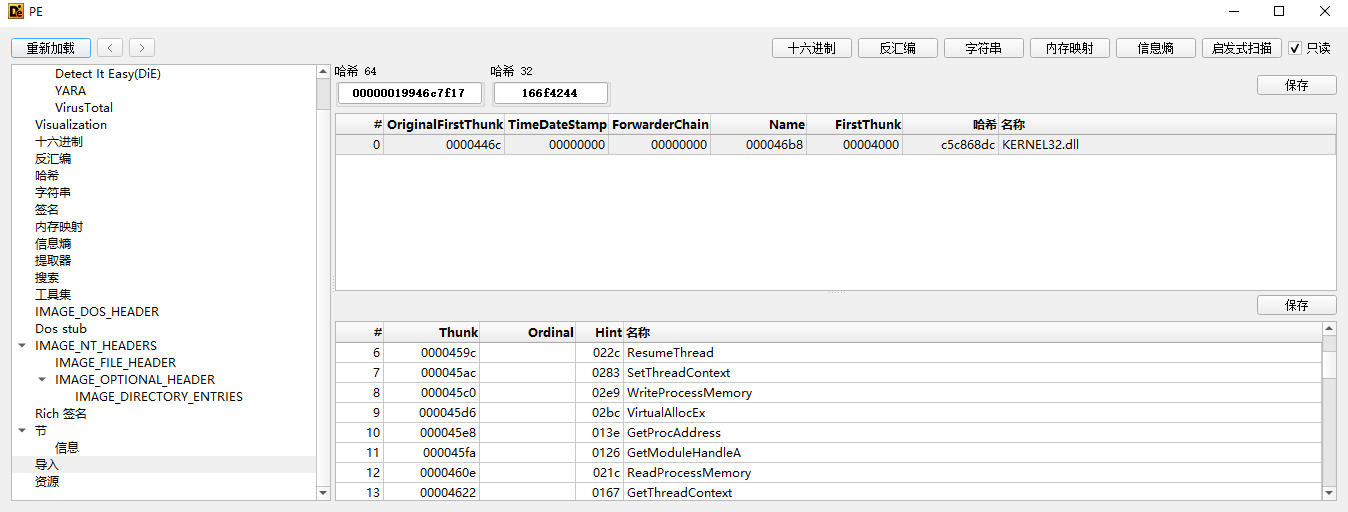 PE
重新加载 < > 十六进制 反汇编 字符串 内存映射 信息熵 启发式扫描 只读
Detect It Easy(DiE)
YARA
VirusTotal
Visualization
十六进制
反汇编
哈希
字符串
签名
内存映射
信息熵
提取器
搜索
工具集
IMAGE_DOS_HEADER
Dos stub
IMAGE_NT_HEADERS
IMAGE_FILE_HEADER
IMAGE_OPTIONAL_HEADER
IMAGE_DIRECTORY_ENTRIES
Rich 签名
节
信息
导入
资源
哈希 64 哈希 32
00000019946c7f17 166f4244 保存
# OriginalFirstThunk TimeDateStamp ForwarderChain Name FirstThunk 哈希 名称
0 0000446c 00000000 00000000 000046b8 00004000 c5c868dc KERNEL32.dll
保存
# Thunk Ordinal Hint 名称
6 0000459c 022c ResumeThread
7 000045ac 0283 SetThreadContext
8 000045c0 02e9 WriteProcessMemory
9 000045d6 02bc VirtualAllocEx
10 000045e8 013e GetProcAddress
11 000045fa 0126 GetModuleHandleA
12 0000460e 021c ReadProcessMemory
13 00004622 0167 GetThreadContext